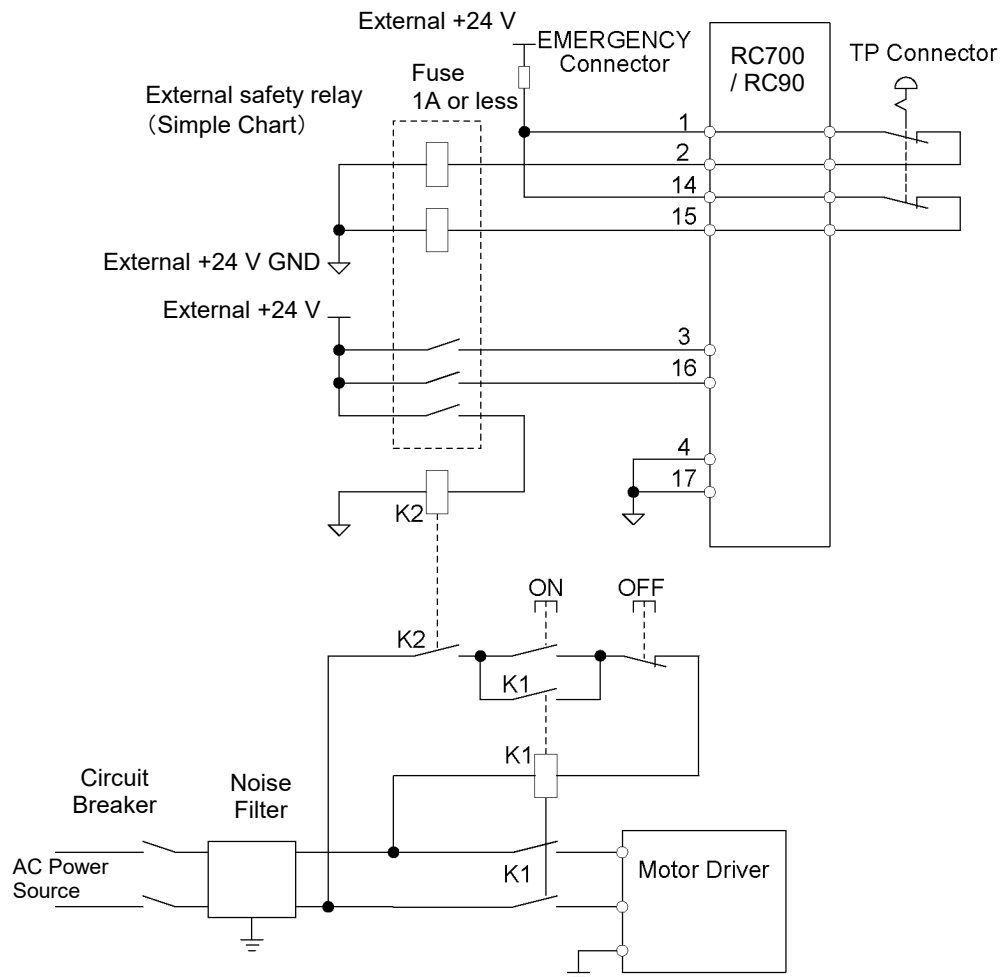 External +24 V
EMERGENCY
Connector
RC700
/ RC90
TP Connector
Fuse
1A or less
External safety relay
（Simple Chart）
1
2
14
15
External +24 V GND
External +24 V
3
16
4
17
K2
ON
OFF
K2
K1
K1
Circuit
Breaker
Noise
Filter
AC Power
Source
K1
Motor Driver